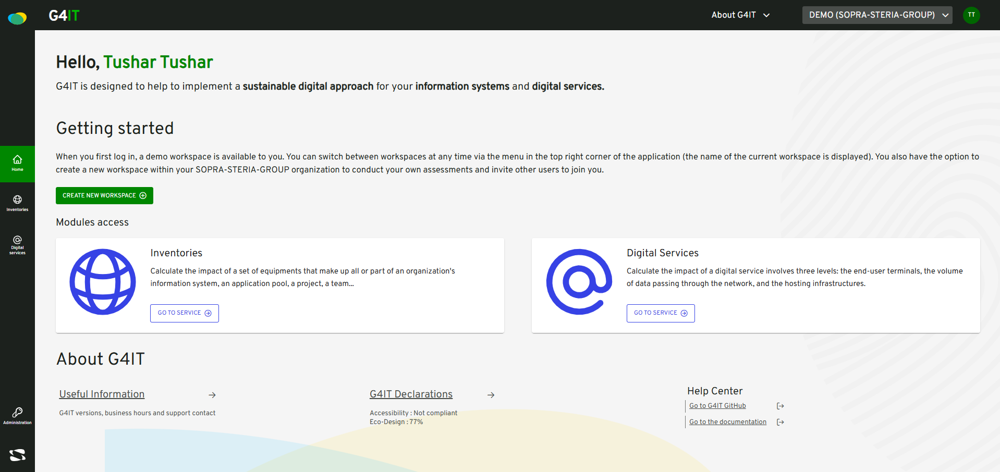 G4IT
About G4IT
DEMO (SOPRA-STERIA-GROUP)
TT
Home
Inventories
Digital
services
Administration
Hello, Tushar Tushar
G4IT is designed to help to implement a sustainable digital approach for your information systems and digital services.
Getting started
When you first log in, a demo workspace is available to you. You can switch between workspaces at any time via the menu in the top right corner of the application (the name of the current workspace is displayed). You also have the option to
create a new workspace within your SOPRA-STERIA-GROUP organization to conduct your own assessments and invite other users to join you.
CREATE NEW WORKSPACE
Modules access
Inventories
Calculate the impact of a set of equipments that make up all or part of an organization's
information system, an application pool, a project, a team...
GO TO SERVICE
Digital Services
Calculate the impact of a digital service involves three levels: the end-user terminals, the volume
of data passing through the network, and the hosting infrastructures.
GO TO SERVICE
About G4IT
Useful Information
G4IT versions, business hours and support contact
G4IT Declarations
Accessibility : Not compliant
Eco-Design : 77%
Help Center
Go to G4IT GitHub
Go to the documentation